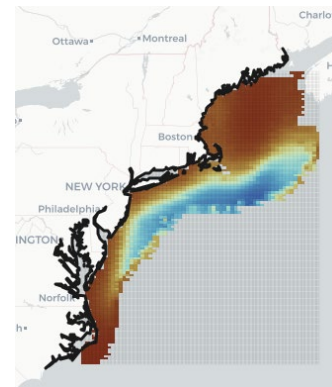 Charlo
Ottawa
Montreal
Boston
NEW YORK
Philadelphia
INGTON
Norfolk